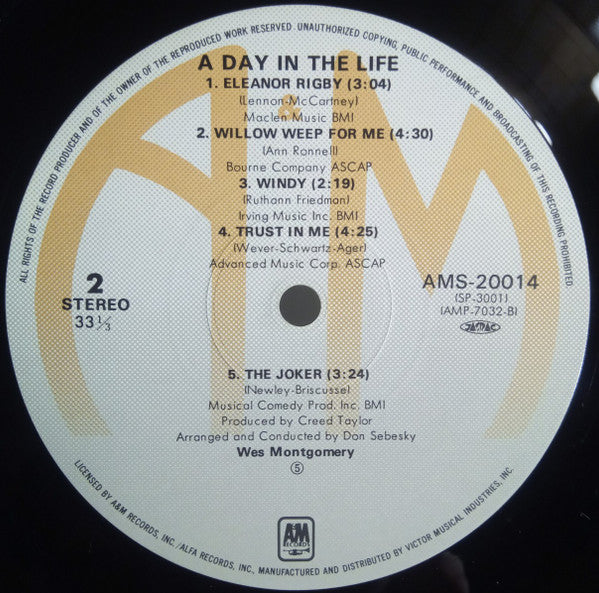 ALL RIGHTS OF THE RECORD PRODUCER AND OF THE OWNER OF THE REPRODUCED WORK RESERVED. UNAUTHORIZED COPYING, PUBLIC PERFORMANCE AND BROADCASTING OF THIS RECORDING PROHIBITED.
A DAY IN THE LIFE
1. ELEANOR RIGBY (3:04)
(Lennon-McCartney)
Maclen Music BMI
2. WILLOW WEEP FOR ME (4:30)
(Ann Ronnell)
Bourne Company ASCAP
3. WINDY (2:19)
(Ruthann Friedman)
Irving Music Inc. BMI
4. TRUST IN ME (4:25)
(Wever-Schwartz-Ager)
Advanced Music Corp. ASCAP
2
STEREO
33 1/3
AMS-20014
(SP-3001)
(AMP-7032-B)
JASRAC
5. THE JOKER (3:24)
(Newley-Briscusse)
Musical Comedy Prod. Inc. BMI
Produced by Creed Taylor
Arranged and Conducted by Don Sebesky
Wes Montgomery
⑤
A&M
RECORDS
LICENSED BY A&M RECORDS, INC./ALFA RECORDS, INC. MANUFACTURED AND DISTRIBUTED BY VICTOR MUSICAL INDUSTRIES, INC.